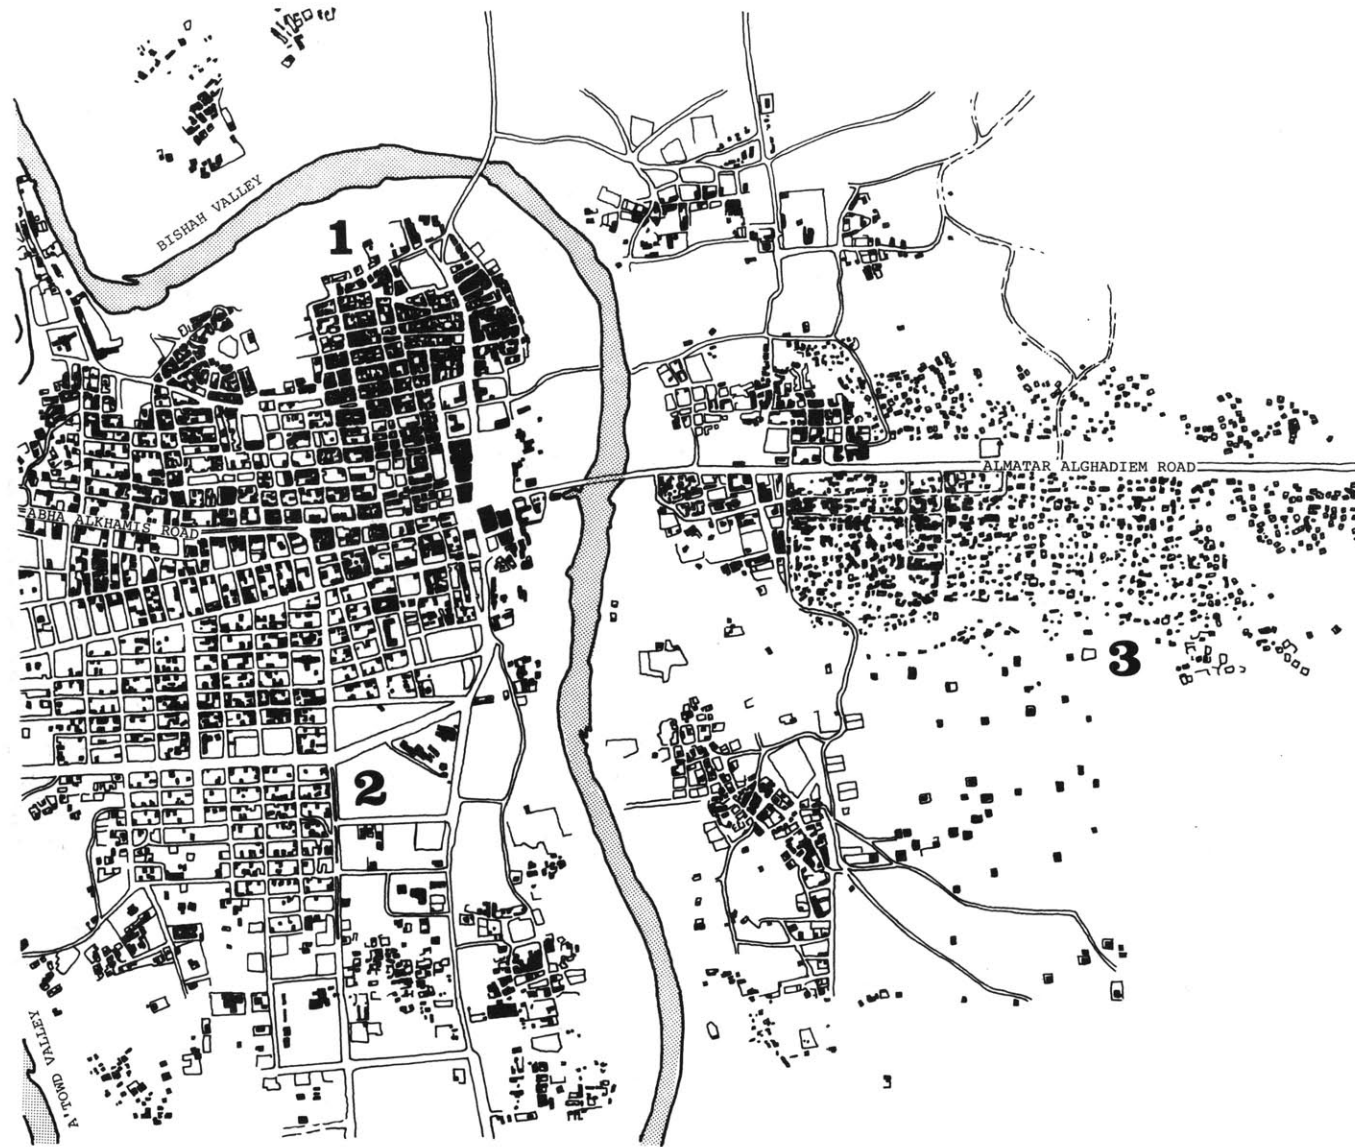 BISHAH VALLEY
1
ALMATAR ALGHADIEM ROAD
ABHA ALKHAMIS ROAD
3
2
A'TOWD VALLEY